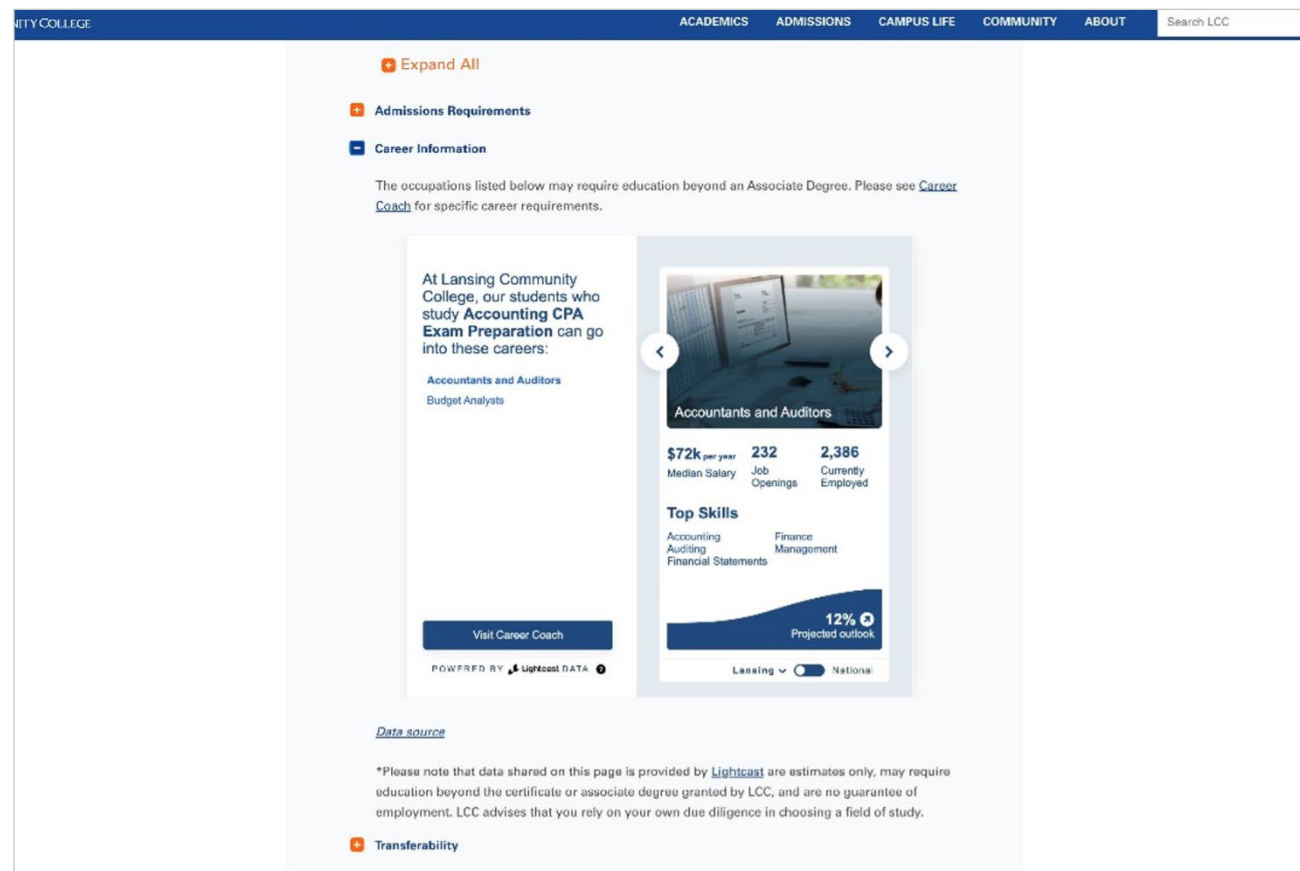 NITY COLLEGE
ACADEMICS ADMISSIONS CAMPUS LIFE COMMUNITY ABOUT Search LCC
Expand All
Admissions Requirements
Career Information
The occupations listed below may require education beyond an Associate Degree. Please see Career
Coach for specific career requirements.
At Lansing Community
College, our students who
study Accounting CPA
Exam Preparation can go
into these careers:
Accountants and Auditors
Budget Analysts
Visit Career Coach
POWERED BY Lightcast DATA ?
Accountants and Auditors
$72k per year 232 2,386
Median Salary Job Currently
Openings Employed
Top Skills
Accounting Finance
Auditing Management
Financial Statements
12%
Projected outlook
Lansing National
Data source
*Please note that data shared on this page is provided by Lightcast are estimates only, may require
education beyond the certificate or associate degree granted by LCC, and are no guarantee of
employment. LCC advises that you rely on your own due diligence in choosing a field of study.
Transferability